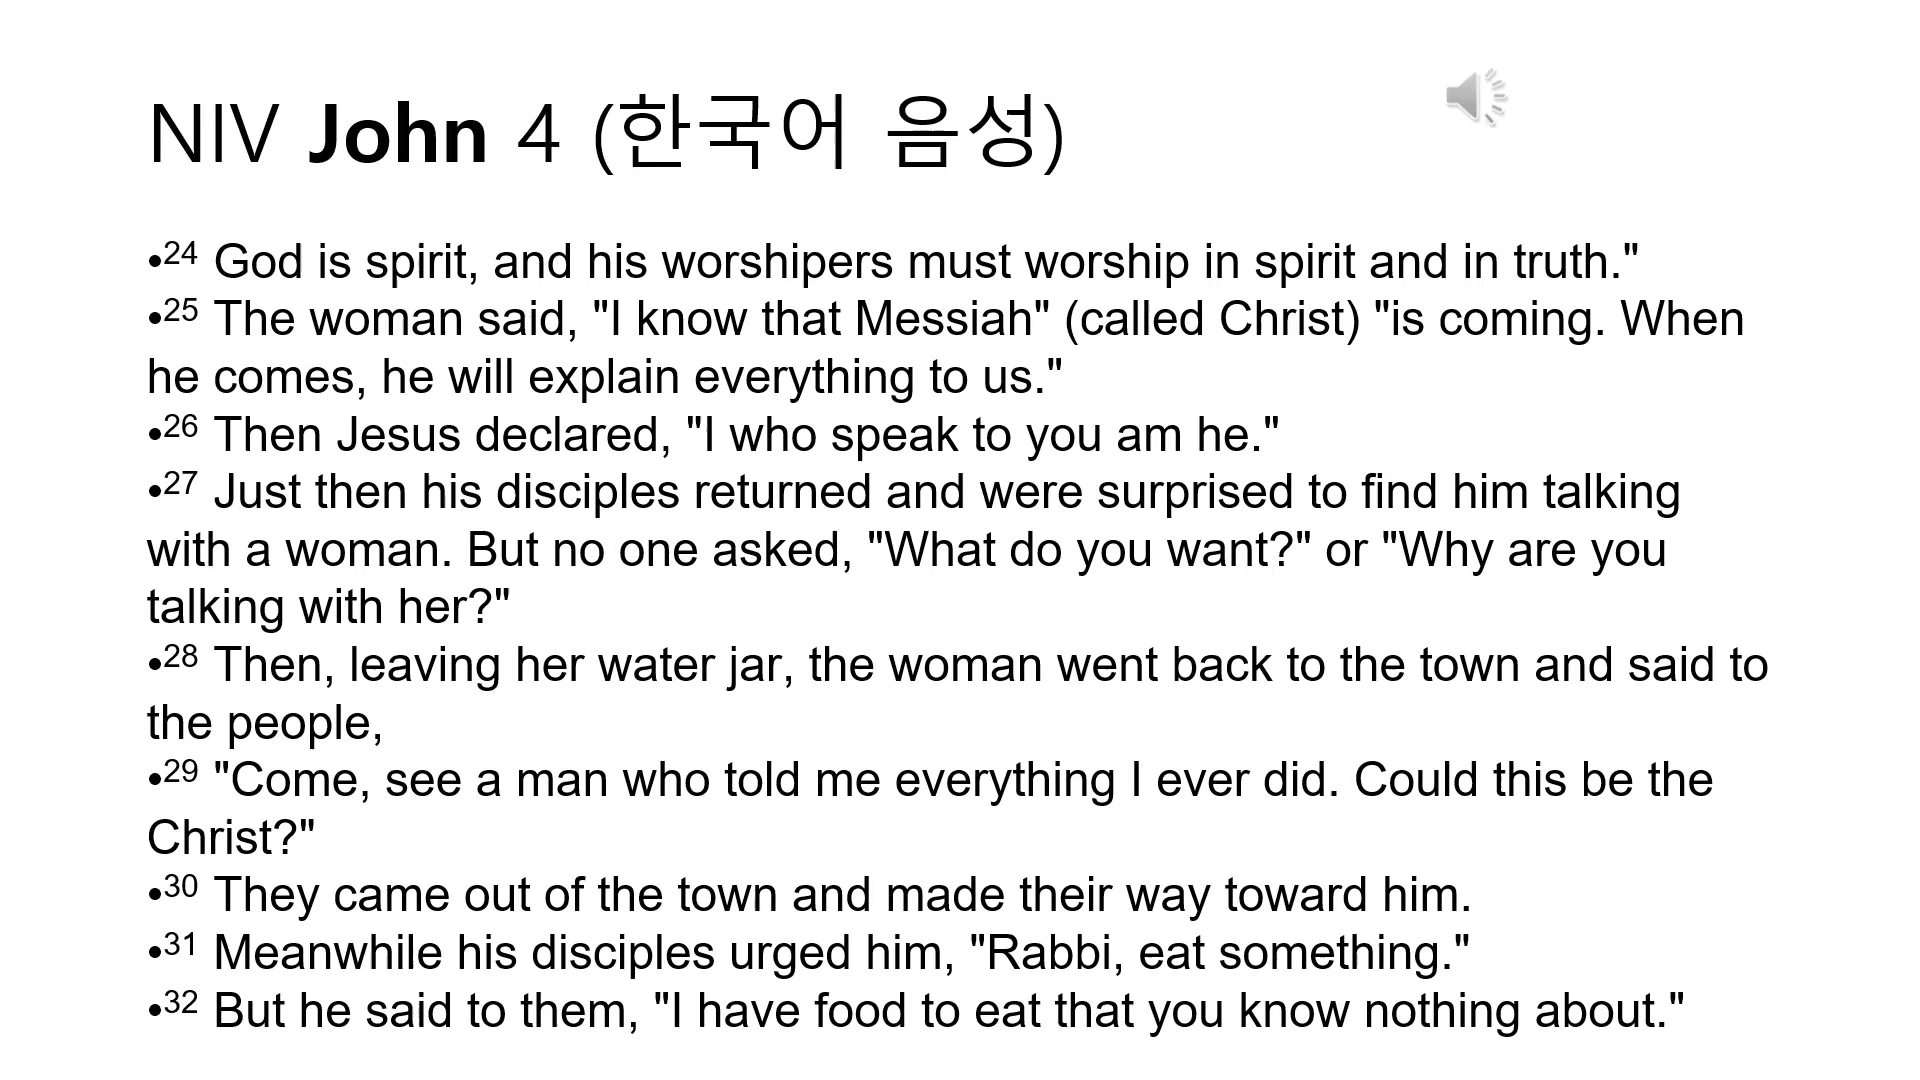 NIV John 4 (한국어 음성)
•24 God is spirit, and his worshipers must worship in spirit and in truth."
•25 The woman said, "I know that Messiah" (called Christ) "is coming. When
he comes, he will explain everything to us."
•26 Then Jesus declared, "I who speak to you am he."
•27 Just then his disciples returned and were surprised to find him talking
with a woman. But no one asked, "What do you want?" or "Why are you
talking with her?"
•28 Then, leaving her water jar, the woman went back to the town and said to
the people,
•29 "Come, see a man who told me everything I ever did. Could this be the
Christ?"
•30 They came out of the town and made their way toward him.
•31 Meanwhile his disciples urged him, "Rabbi, eat something."
•32 But he said to them, "I have food to eat that you know nothing about."